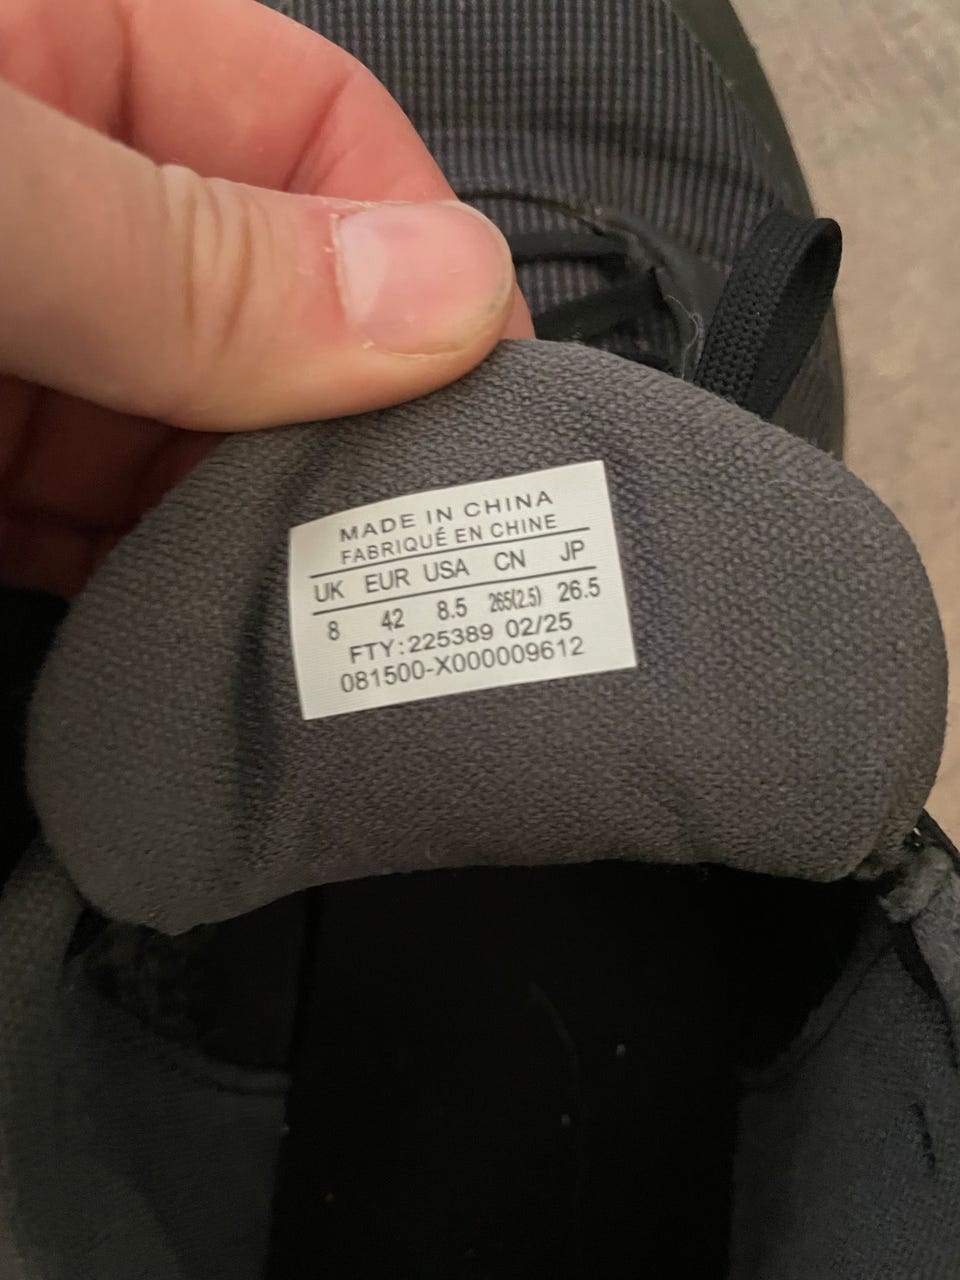 MADE IN CHINA
FABRIQUÉ EN CHINE
UK EUR USA CN JP
8 42 8.5 265(2.5) 26.5
FTY:225389 02/25
081500-X000009612